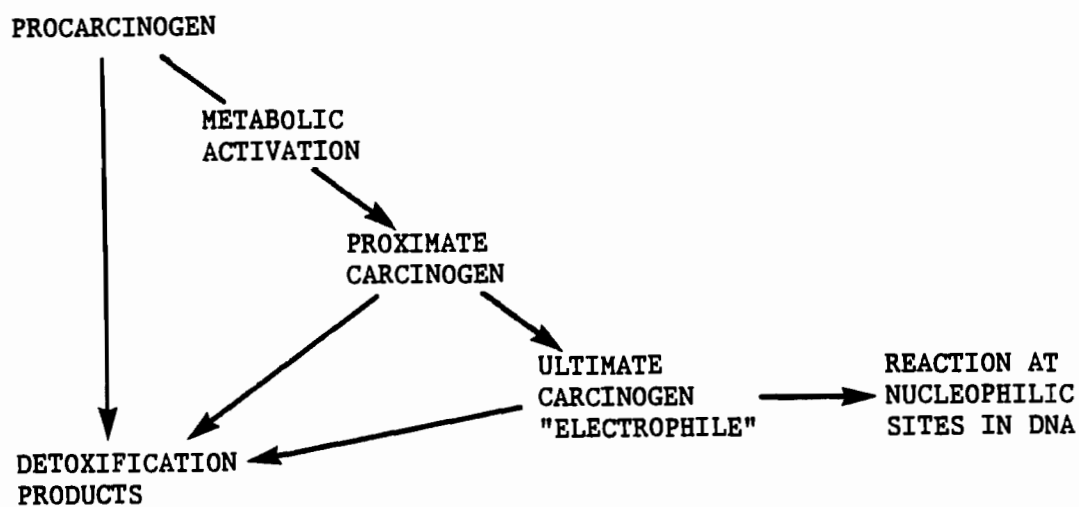 PROCARCINOGEN
METABOLIC
ACTIVATION
PROXIMATE
CARCINOGEN
ULTIMATE
CARCINOGEN
"ELECTROPHILE"
REACTION AT
NUCLEOPHILIC
SITES IN DNA
DETOXIFICATION
PRODUCTS